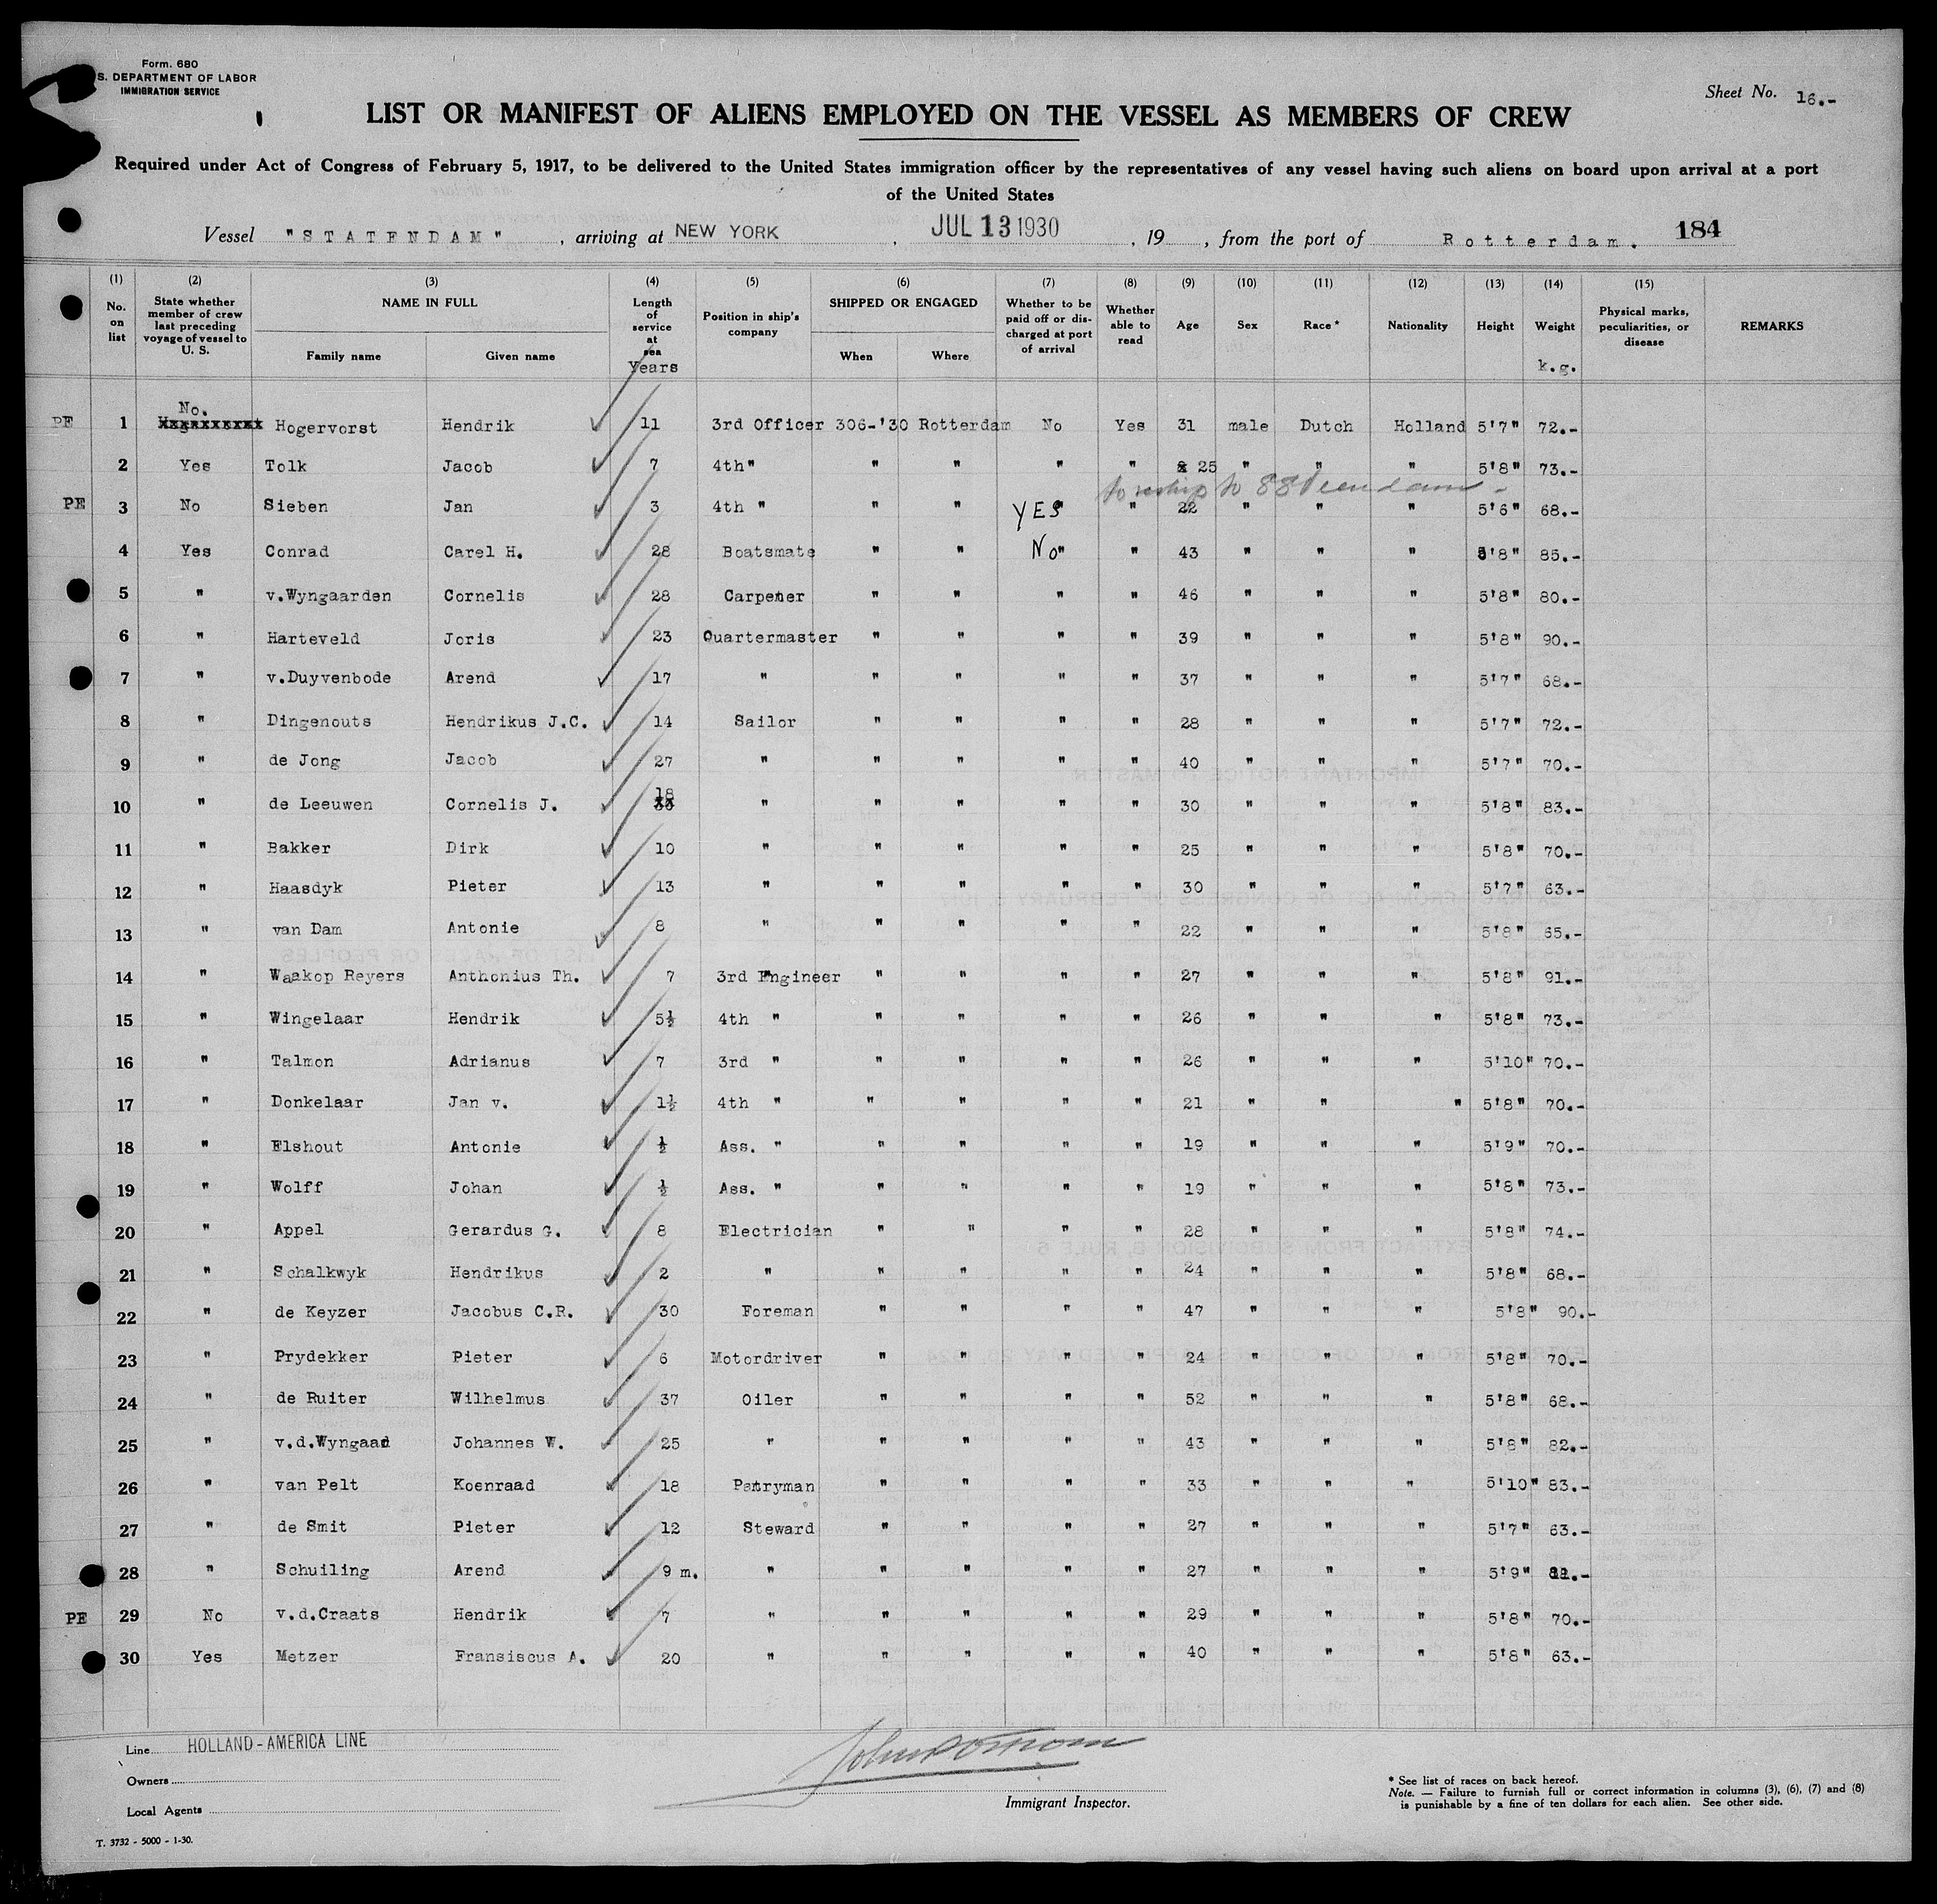 Form. 680
S. DEPARTMENT OF LABOR
IMMIGRATION SERVICE
Sheet No. 16.-
LIST OR MANIFEST OF ALIENS EMPLOYED ON THE VESSEL AS MEMBERS OF CREW
Required under Act of Congress of February 5, 1917, to be delivered to the United States immigration officer by the representatives of any vessel having such aliens on board upon arrival at a port
of the United States
Vessel "STATENDAM" , arriving at NEW YORK , JUL 13 1930 , 19 , from the port of Rotterdam. 184
(1) (2) (3) (4) (5) (6) (7) (8) (9) (10) (11) (12) (13) (14) (15)
No. on list State whether member of crew last preceding voyage of vessel to U. S. NAME IN FULL Family name Given name Length of service at sea Years Position in ship's company SHIPPED OR ENGAGED When Where Whether to be paid off or discharged at port of arrival Whether able to read Age Sex Race * Nationality Height Weight k.g. Physical marks, peculiarities, or disease REMARKS
PE 1 No. Hogervorst Hendrik 11 3rd Officer 306-'30 Rotterdam No Yes 31 male Dutch Holland 5'7" 72.-
2 Yes Tolk Jacob 7 4th" " " " " 25 " " " 5'8" 73.-
to reship to SS Veendam -
PE 3 No Sieben Jan 3 4th " " " YES " 22 " " " 5'6" 68.-
4 Yes Conrad Carel H. 28 Boatsmate " " No" " 43 " " " 5'8" 85.-
5 " v.Wyngaarden Cornelis 28 Carpener " " " " 46 " " " 5'8" 80.-
6 " Harteveld Joris 23 Quartermaster " " " " 39 " " " 5'8" 90.-
7 " v.Duyvenbode Arend 17 " " " " " 37 " " " 5'7" 68.-
8 " Dingenouts Hendrikus J.C. 14 Sailor " " " " 28 " " " 5'7" 72.-
9 " de Jong Jacob 27 " " " " " 40 " " " 5'7" 70.-
10 " de Leeuwen Cornelis J. 18 " " " " " 30 " " " 5'8" 83.-
11 " Bakker Dirk 10 " " " " " 25 " " " 5'8" 70.-
12 " Haasdyk Pieter 13 " " " " " 30 " " " 5'7" 63.-
13 " van Dam Antonie 8 " " " " " 22 " " " 5'8" 65.-
14 " Waakop Reyers Anthonius Th. 7 3rd Engineer " " " " 27 " " " 5'8" 91.-
15 " Wingelaar Hendrik 5½ 4th " " " " " 26 " " " 5'8" 73.-
16 " Talmon Adrianus 7 3rd " " " " " 26 " " " 5'10" 70.-
17 " Donkelaar Jan v. 1½ 4th " " " " " 21 " " " 5'8" 70.-
18 " Elshout Antonie ½ Ass. " " " " " 19 " " " 5'9" 70.-
19 " Wolff Johan ½ Ass. " " " " " 19 " " " 5'8" 73.-
20 " Appel Gerardus G. 8 Electrician " " " " 28 " " " 5'8" 74.-
21 " Schalkwyk Hendrikus 2 " " " " " 24 " " " 5'8" 68.-
22 " de Keyzer Jacobus C.R. 30 Foreman " " " " 47 " " " 5'8" 90.-
23 " Prydekker Pieter 6 Motordriver " " " " 24 " " " 5'8" 70.-
24 " de Ruiter Wilhelmus 37 Oiler " " " " 52 " " " 5'8" 68.-
25 " v.d.Wyngaad Johannes W. 25 " " " " " 43 " " " 5'8" 82.-
26 " van Pelt Koenraad 18 Pantryman " " " " 33 " " " 5'10" 83.-
27 " de Smit Pieter 12 Steward " " " " 27 " " " 5'7" 63.-
28 " Schuiling Arend 9 m. " " " " " 27 " " " 5'9"
PE 29 No v.d.Craats Hendrik 7 " " " " " 29 " " " 5'8" 70.-
30 Yes Metzer Fransiscus A. 20 " " " " " 40 " " " 5'8" 63.-
Line HOLLAND-AMERICA LINE
Owners
Local Agents
Immigrant Inspector.
* See list of races on back hereof.
Note. — Failure to furnish full or correct information in columns (3), (6), (7) and (8)
is punishable by a fine of ten dollars for each alien. See other side.
T. 3732 - 5000 - 1-30.